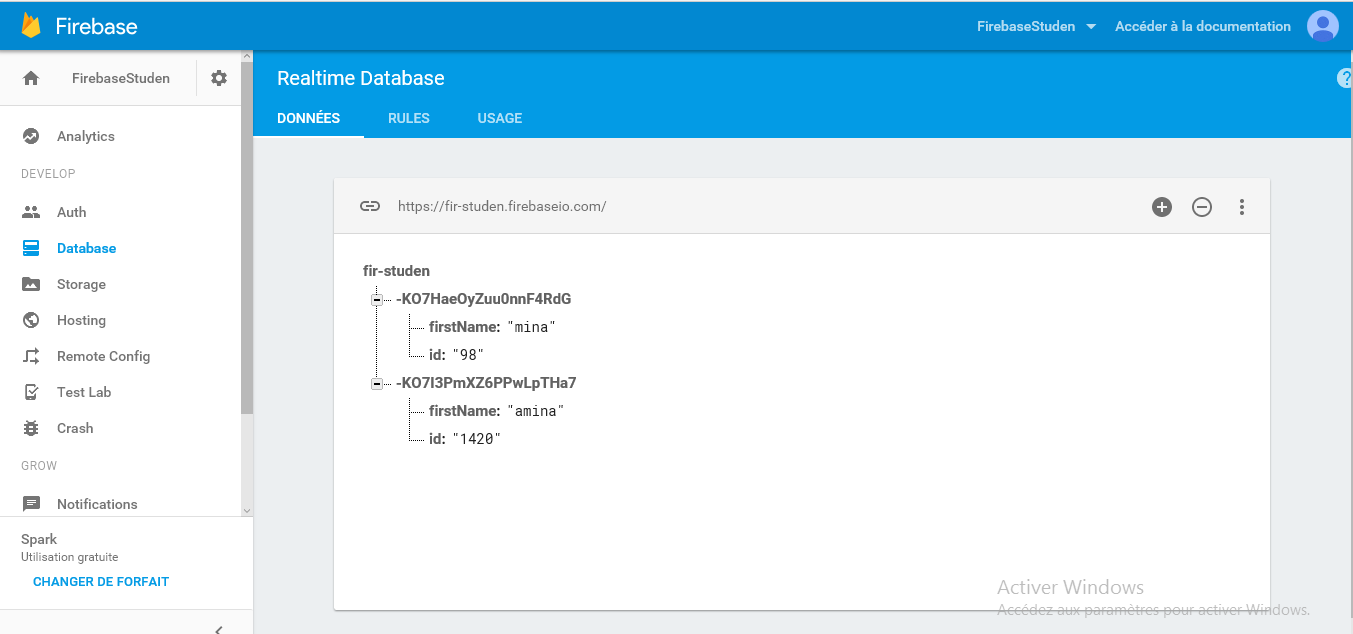 Firebase
FirebaseStuden
Accéder à la documentation
FirebaseStuden
Analytics
DEVELOP
Auth
Database
Storage
Hosting
Remote Config
Test Lab
Crash
GROW
Notifications
Spark
Utilisation gratuite
CHANGER DE FORFAIT
Realtime Database
?
DONNÉES
RULES
USAGE
https://fir-studen.firebaseio.com/
fir-studen
-KO7HaeOyZuu0nnF4RdG
firstName: "mina"
id: "98"
-KO7I3PmXZ6PPwLpTHa7
firstName: "amina"
id: "1420"
Activer Windows
Accédez aux paramètres pour activer Windows.